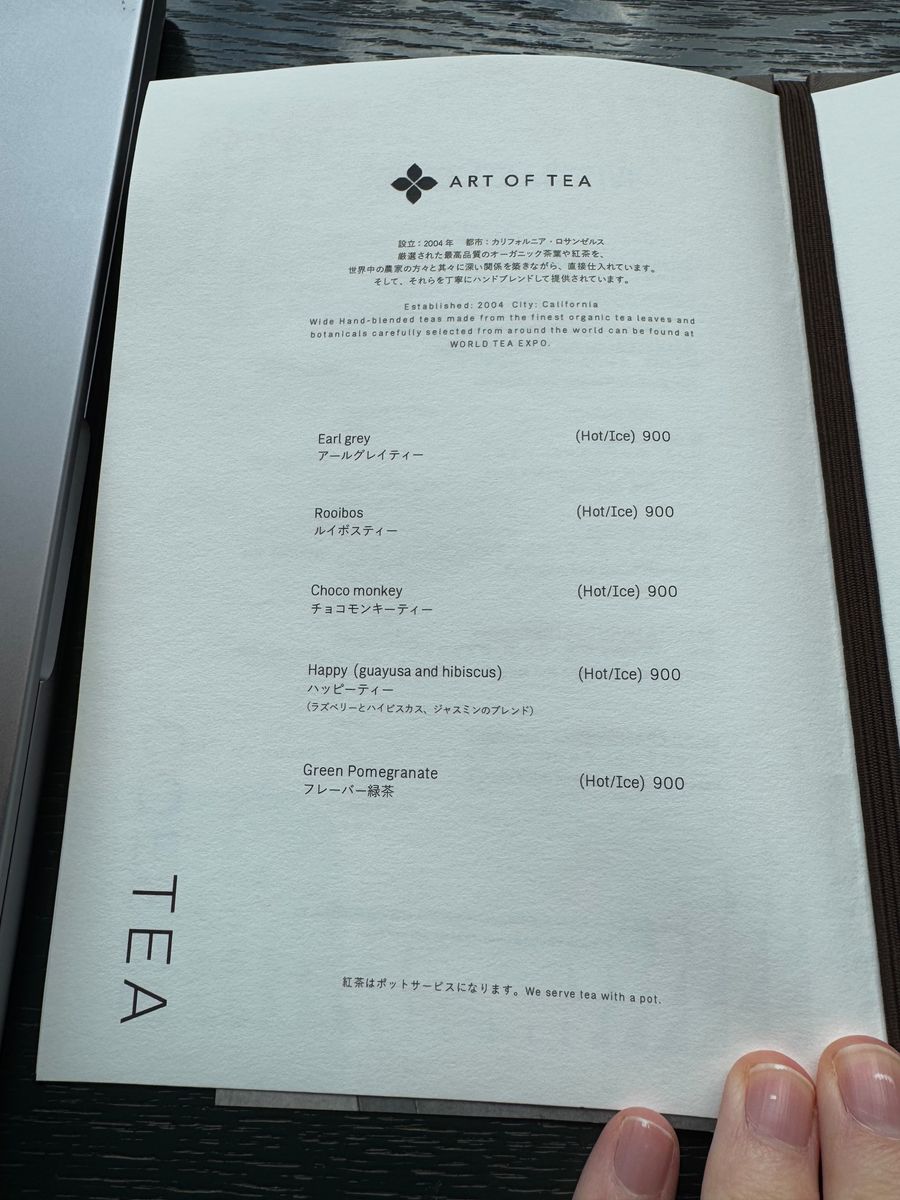 ART OF TEA
設立：2004年　都市：カリフォルニア・ロサンゼルス
厳選された最高品質のオーガニック茶葉や紅茶を、
世界中の農家の方々と其々に深い関係を築きながら、直接仕入れています。
そして、それらを丁寧にハンドブレンドして提供されています。
Established: 2004 City: California
Wide Hand-blended teas made from the finest organic tea leaves and
botanicals carefully selected from around the world can be found at
WORLD TEA EXPO.
Earl grey (Hot/Ice) 900
アールグレイティー
Rooibos (Hot/Ice) 900
ルイボスティー
Choco monkey (Hot/Ice) 900
チョコモンキーティー
Happy (guayusa and hibiscus) (Hot/Ice) 900
ハッピーティー
（ラズベリーとハイビスカス、ジャスミンのブレンド）
Green Pomegranate (Hot/Ice) 900
フレーバー緑茶
TEA
紅茶はポットサービスになります。We serve tea with a pot.